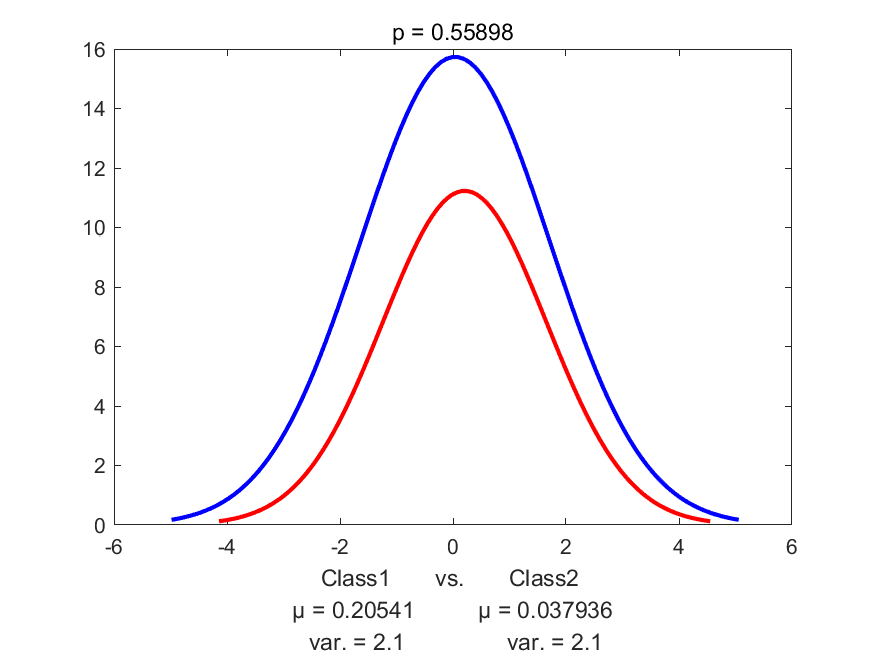 p = 0.55898
16
14
12
10
8
6
4
2
0
-6 -4 -2 0 2 4 6
Class1 vs. Class2
μ = 0.20541 μ = 0.037936
var. = 2.1 var. = 2.1